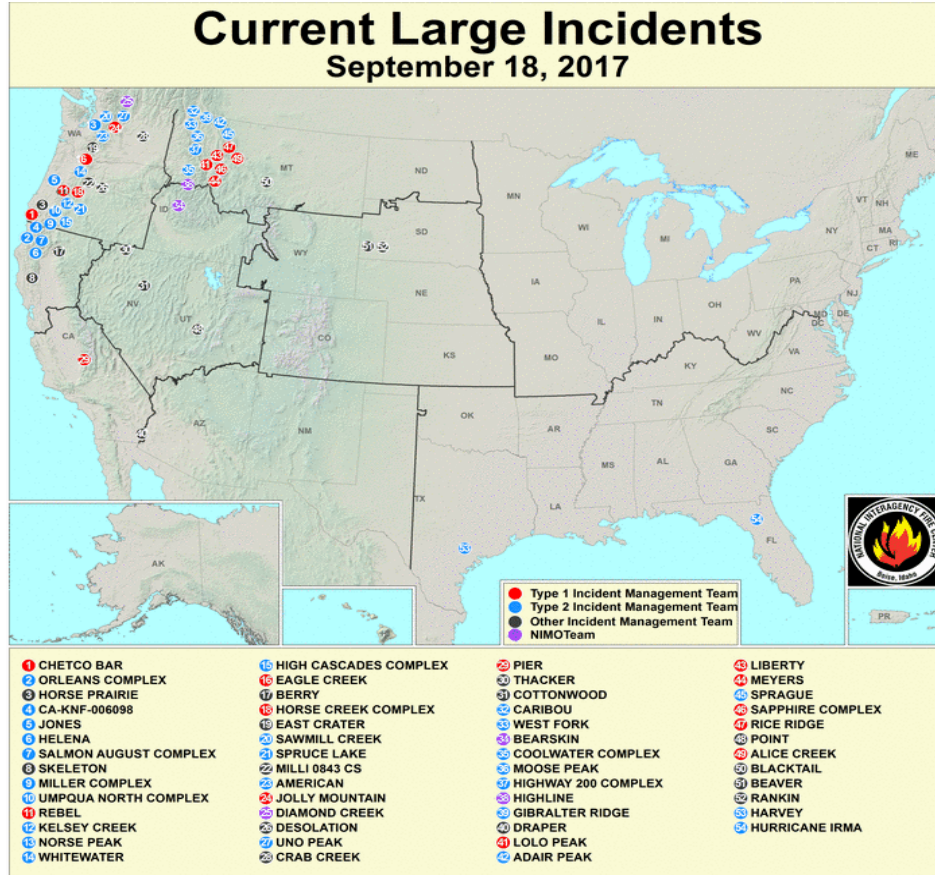 Current Large Incidents
September 18, 2017
WA
MT
ND
MN
ME
ID
SD
WI
MI
VT
NH
NY
MA
CT
RI
WY
IA
PA
NE
NJ
OH
NV
UT
IL
IN
MD
DE
DC
WV
CO
CA
KS
MO
VA
KY
NC
TN
OK
AZ
NM
AR
SC
MS
AL
GA
TX
LA
FL
AK
PR
NATIONAL INTERAGENCY FIRE CENTER
Boise, Idaho
Type 1 Incident Management Team
Type 2 Incident Management Team
Other Incident Management Team
NIMOTeam
1 CHETCO BAR
2 ORLEANS COMPLEX
3 HORSE PRAIRIE
4 CA-KNF-006098
5 JONES
6 HELENA
7 SALMON AUGUST COMPLEX
8 SKELETON
9 MILLER COMPLEX
10 UMPQUA NORTH COMPLEX
11 REBEL
12 KELSEY CREEK
13 NORSE PEAK
14 WHITEWATER
15 HIGH CASCADES COMPLEX
16 EAGLE CREEK
17 BERRY
18 HORSE CREEK COMPLEX
19 EAST CRATER
20 SAWMILL CREEK
21 SPRUCE LAKE
22 MILLI 0843 CS
23 AMERICAN
24 JOLLY MOUNTAIN
25 DIAMOND CREEK
26 DESOLATION
27 UNO PEAK
28 CRAB CREEK
29 PIER
30 THACKER
31 COTTONWOOD
32 CARIBOU
33 WEST FORK
34 BEARSKIN
35 COOLWATER COMPLEX
36 MOOSE PEAK
37 HIGHWAY 200 COMPLEX
38 HIGHLINE
39 GIBRALTER RIDGE
40 DRAPER
41 LOLO PEAK
42 ADAIR PEAK
43 LIBERTY
44 MEYERS
45 SPRAGUE
46 SAPPHIRE COMPLEX
47 RICE RIDGE
48 POINT
49 ALICE CREEK
50 BLACKTAIL
51 BEAVER
52 RANKIN
53 HARVEY
54 HURRICANE IRMA